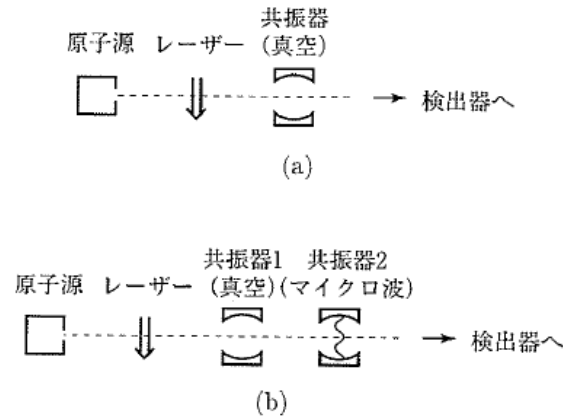 共振器
原子源 レーザー (真空)
検出器へ
(a)
共振器1 共振器2
原子源 レーザー (真空)(マイクロ波)
検出器へ
(b)